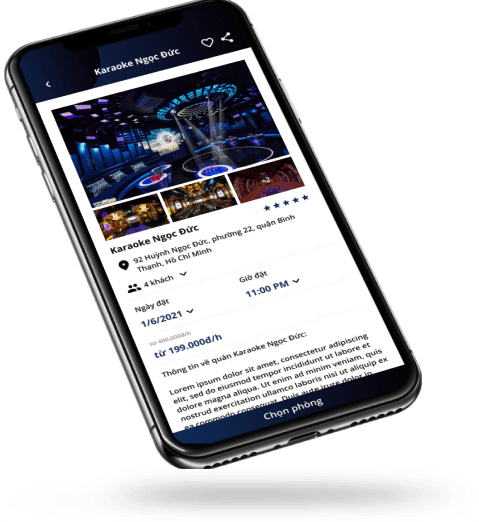 Karaoke Ngọc Đức
+2
Karaoke Ngọc Đức
92 Huỳnh Ngọc Đức, phường 22, quận Bình
Thạnh, Hồ Chí Minh
4 khách
Ngày đặt
Giờ đặt
1/6/2021
11:00 PM
từ 499.000đ/h
từ 199.000đ/h
Thông tin về quán Karaoke Ngọc Đức:
Lorem ipsum dolor sit amet, consectetur adipiscing
elit, sed do eiusmod tempor incididunt ut labore et
dolore magna aliqua. Ut enim ad minim veniam, quis
nostrud exercitation ullamco laboris nisi ut aliquip ex
ea commodo consequat. Duis aute irure dolor in
Chọn phòng